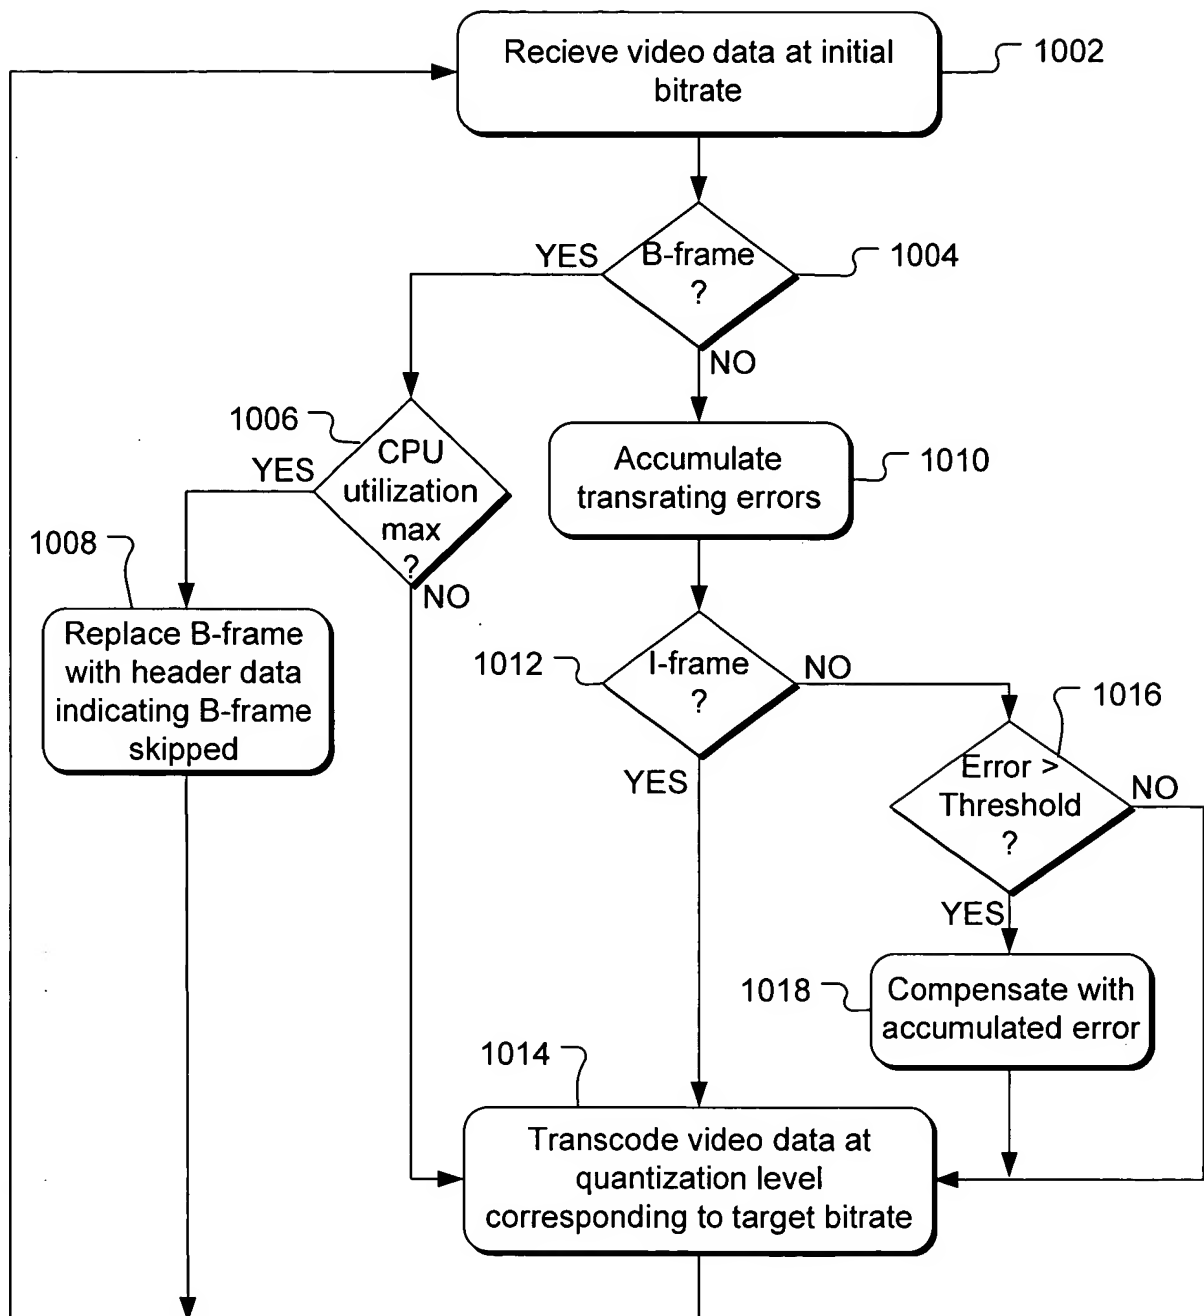 Recieve video data at initial
bitrate
1002
B-frame
?
1004
YES
NO
1006
CPU
utilization
max
?
YES
NO
Accumulate
transrating errors
1010
1008
Replace B-frame
with header data
indicating B-frame
skipped
1012
I-frame
?
NO
YES
1016
Error >
Threshold
?
NO
YES
1018
Compensate with
accumulated error
1014
Transcode video data at
quantization level
corresponding to target bitrate